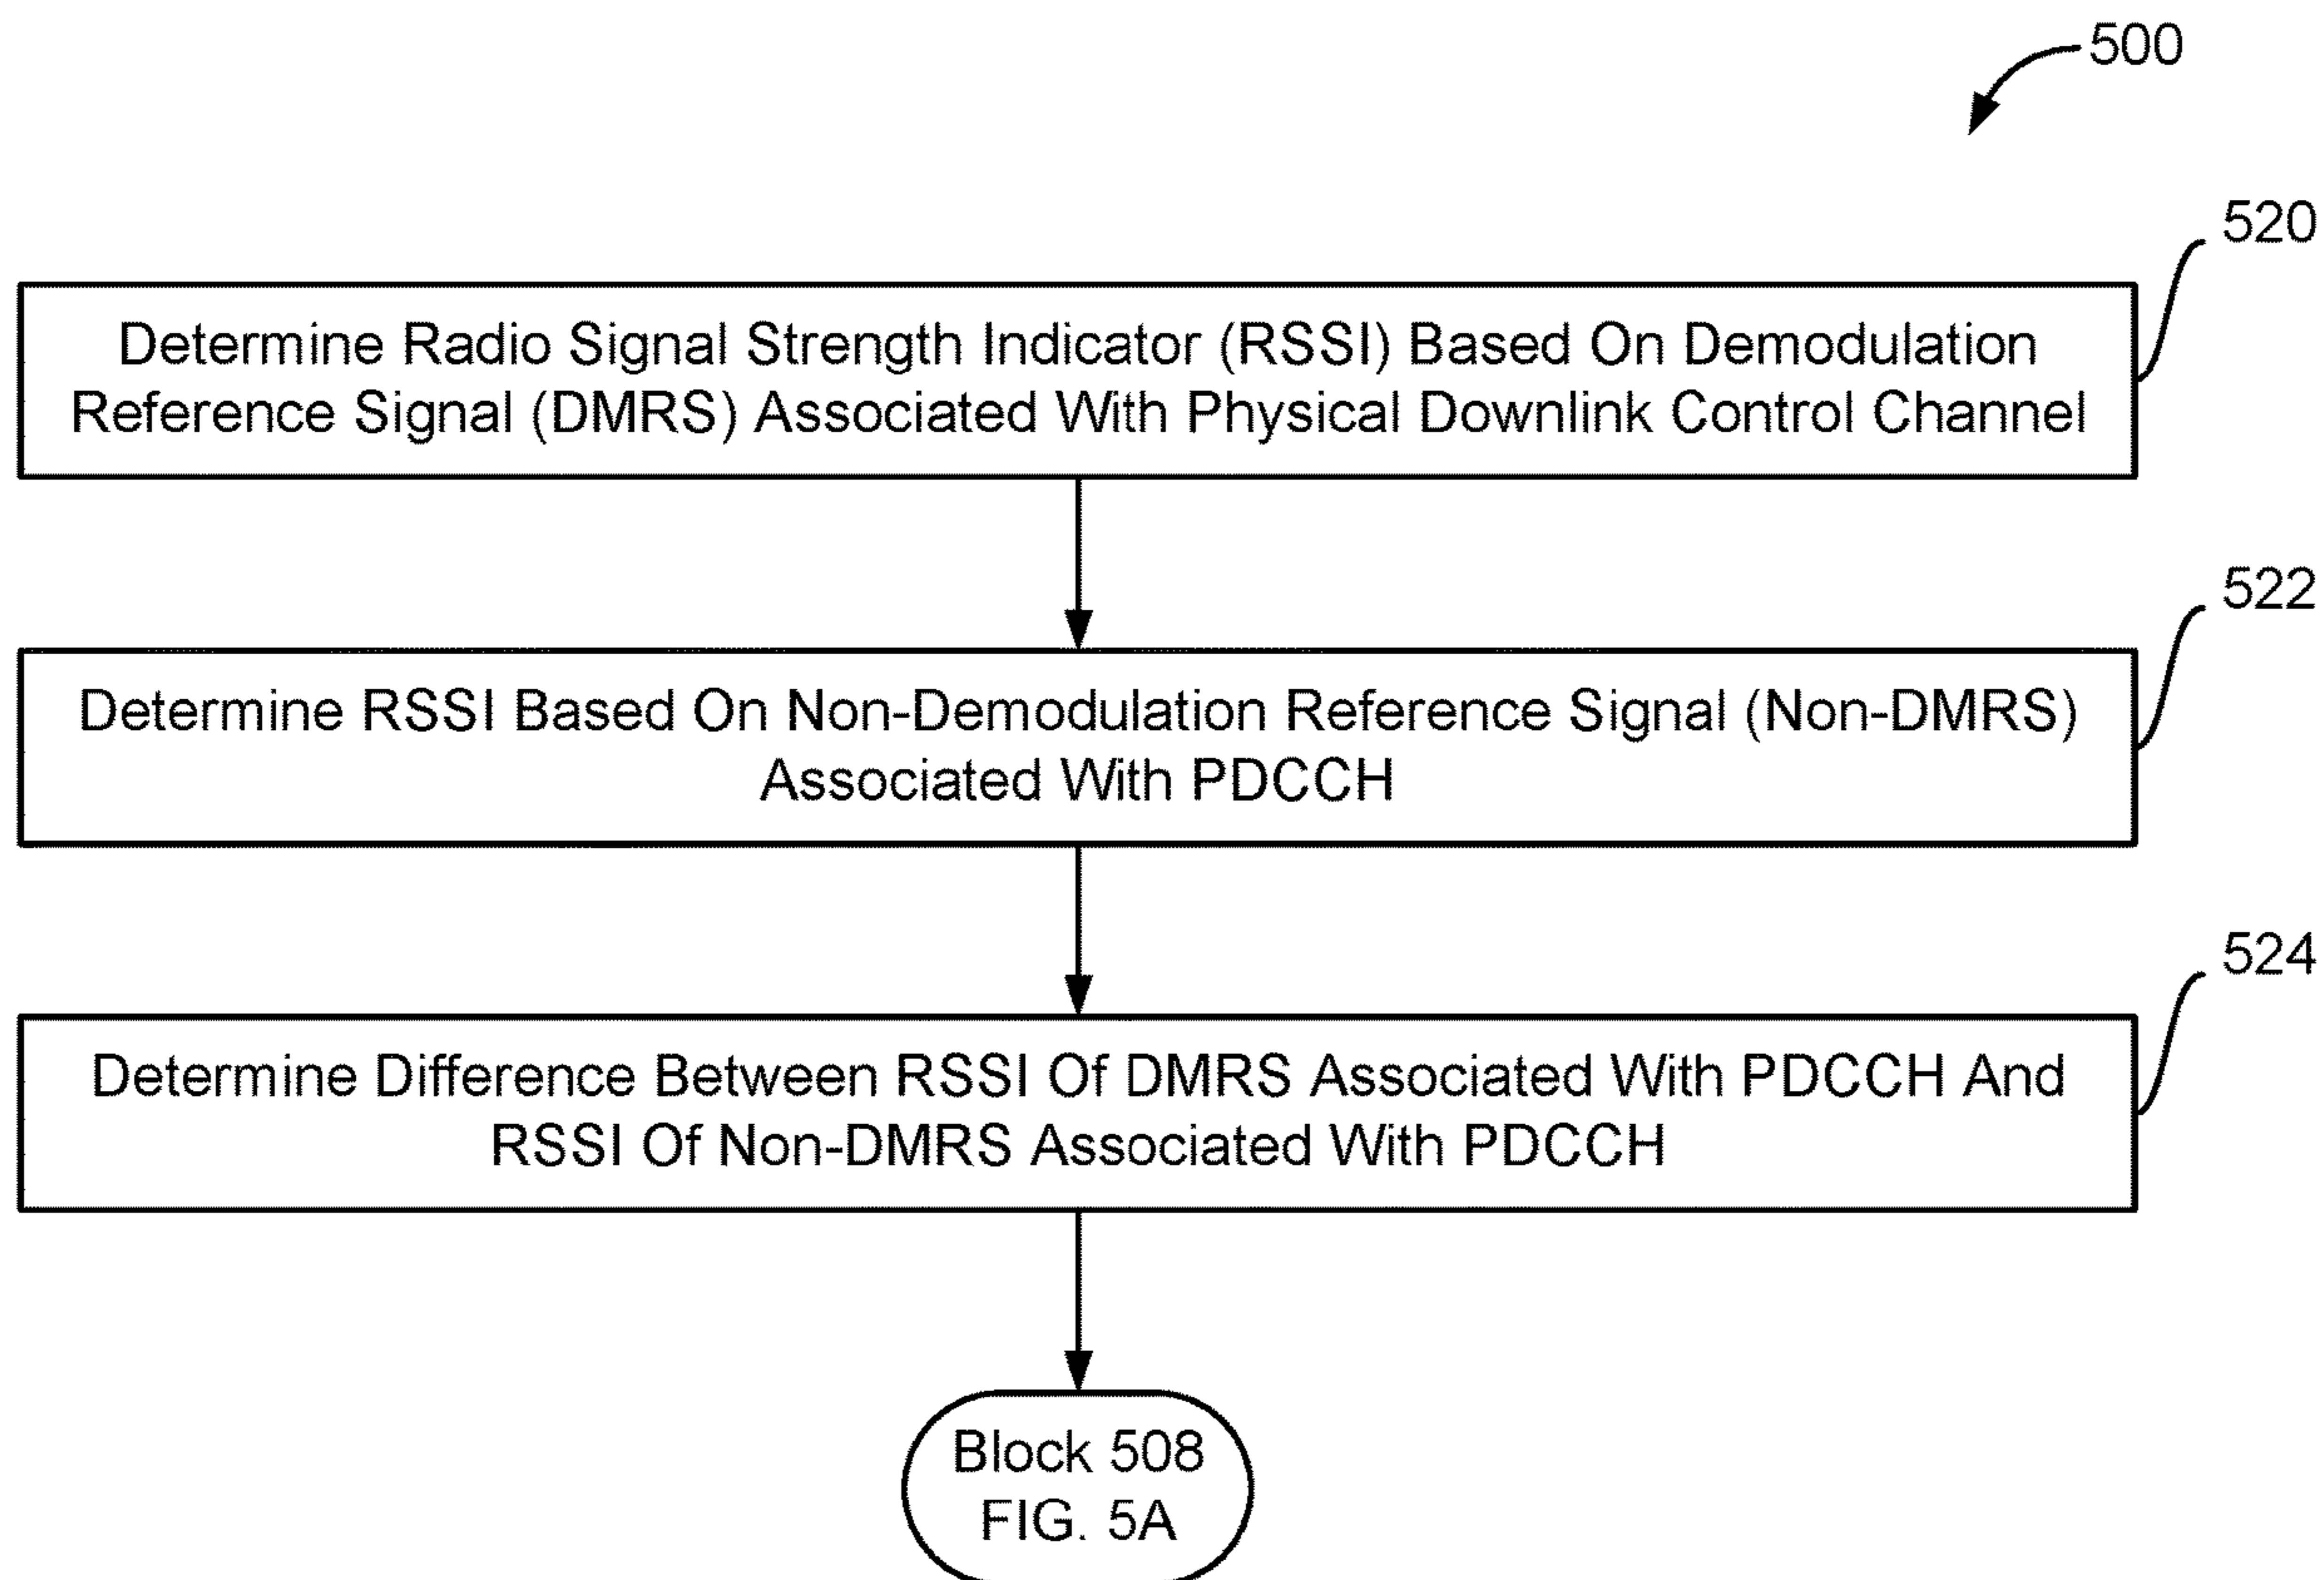 500
520
Determine Radio Signal Strength Indicator (RSSI) Based On Demodulation
Reference Signal (DMRS) Associated With Physical Downlink Control Channel
522
Determine RSSI Based On Non-Demodulation Reference Signal (Non-DMRS)
Associated With PDCCH
524
Determine Difference Between RSSI Of DMRS Associated With PDCCH And
RSSI Of Non-DMRS Associated With PDCCH
Block 508
FIG. 5A